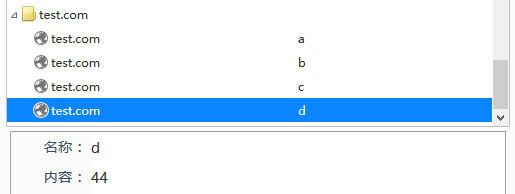 test.com
test.com a
test.com b
test.com c
test.com d
名称： d
内容： 44